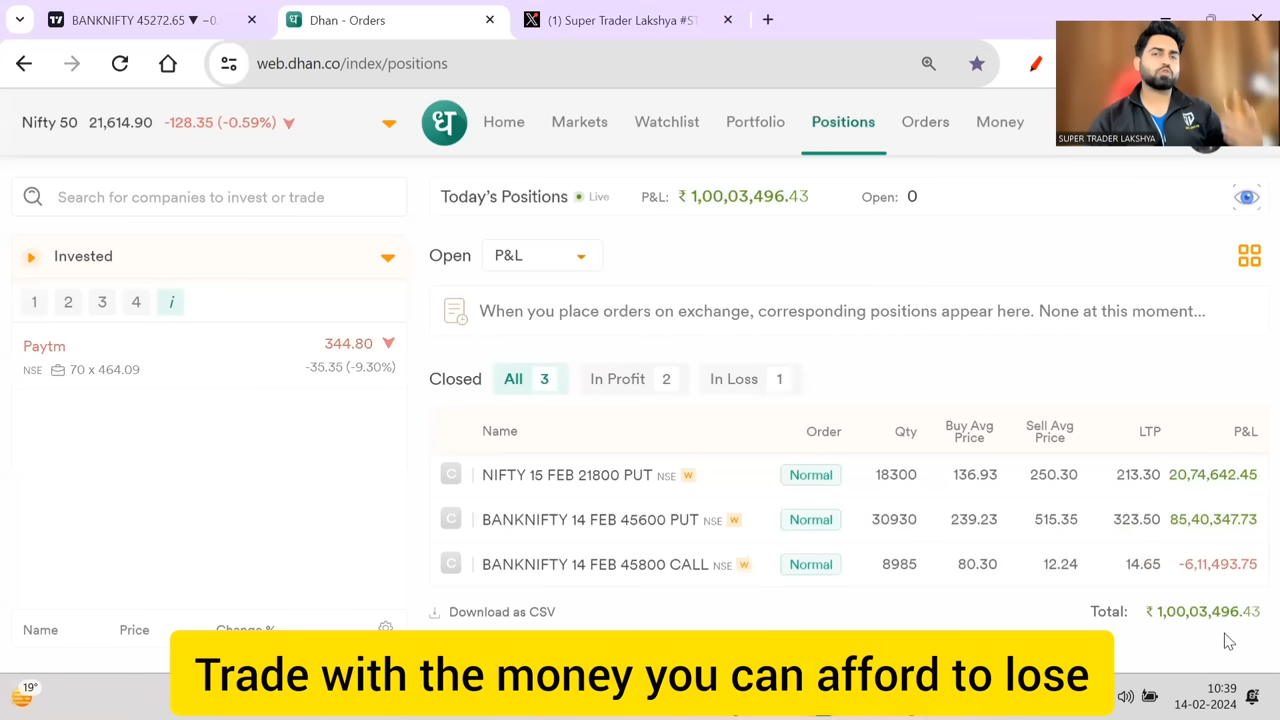 BANKNIFTY 45272.65 ▼ −0.
Dhan - Orders
(1) Super Trader Lakshya #ST
web.dhan.co/index/positions
Nifty 50 21,614.90 -128.35 (-0.59%)
ध
Home Markets Watchlist Portfolio Positions Orders Money
SUPER TRADER LAKSHYA
Search for companies to invest or trade
Today's Positions Live P&L: ₹ 1,00,03,496.43 Open: 0
Invested
1 2 3 4 i
Paytm 344.80
NSE 70 x 464.09 -35.35 (-9.30%)
Name Price Change %
Open P&L
When you place orders on exchange, corresponding positions appear here. None at this moment...
Closed All 3 In Profit 2 In Loss 1
Name Order Qty Buy Avg Price Sell Avg Price LTP P&L
C NIFTY 15 FEB 21800 PUT NSE W Normal 18300 136.93 250.30 213.30 20,74,642.45
C BANKNIFTY 14 FEB 45600 PUT NSE W Normal 30930 239.23 515.35 323.50 85,40,347.73
C BANKNIFTY 14 FEB 45800 CALL NSE W Normal 8985 80.30 12.24 14.65 -6,11,493.75
Download as CSV Total: ₹ 1,00,03,496.43
Trade with the money you can afford to lose
19°
10:39
14-02-2024